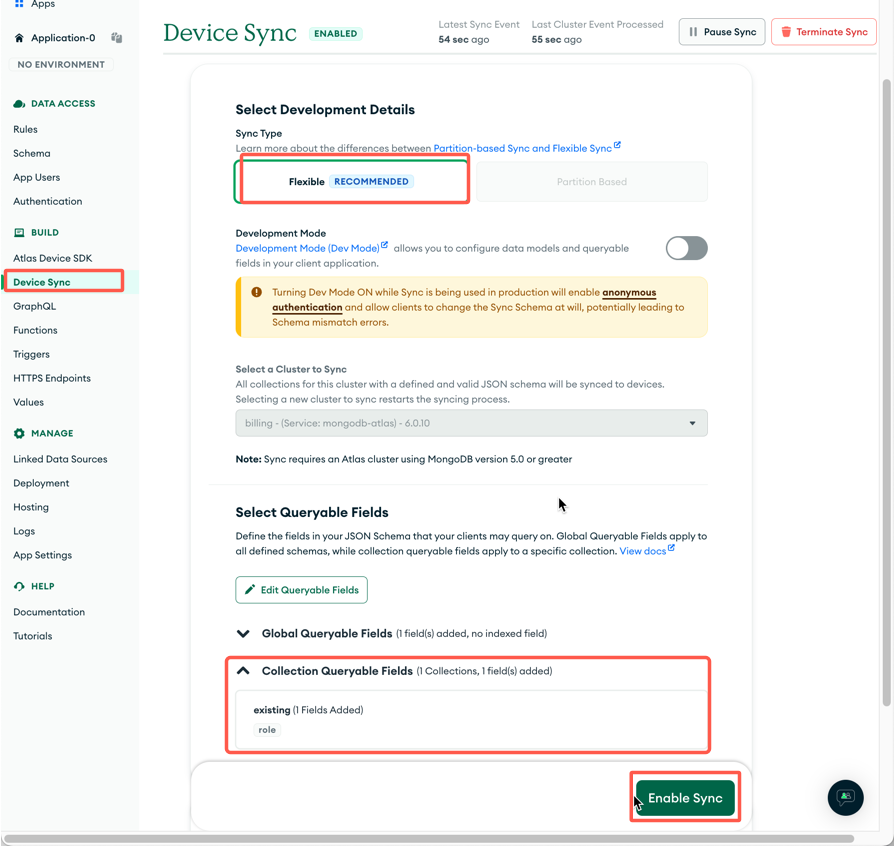 Apps
Application-0
NO ENVIRONMENT
DATA ACCESS
Rules
Schema
App Users
Authentication
BUILD
Atlas Device SDK
Device Sync
GraphQL
Functions
Triggers
HTTPS Endpoints
Values
MANAGE
Linked Data Sources
Deployment
Hosting
Logs
App Settings
HELP
Documentation
Tutorials
Device Sync ENABLED
Latest Sync Event
54 sec ago
Last Cluster Event Processed
55 sec ago
Pause Sync
Terminate Sync
Select Development Details
Sync Type
Learn more about the differences between Partition-based Sync and Flexible Sync
Flexible RECOMMENDED
Partition Based
Development Mode
Development Mode (Dev Mode) allows you to configure data models and queryable
fields in your client application.
Turning Dev Mode ON while Sync is being used in production will enable anonymous
authentication and allow clients to change the Sync Schema at will, potentially leading to
Schema mismatch errors.
Select a Cluster to Sync
All collections for this cluster with a defined and valid JSON schema will be synced to devices.
Selecting a new cluster to sync restarts the syncing process.
billing - (Service: mongodb-atlas) - 6.0.10
Note: Sync requires an Atlas cluster using MongoDB version 5.0 or greater
Select Queryable Fields
Define the fields in your JSON Schema that your clients may query on. Global Queryable Fields apply to
all defined schemas, while collection queryable fields apply to a specific collection. View docs
Edit Queryable Fields
Global Queryable Fields (1 field(s) added, no indexed field)
Collection Queryable Fields (1 Collections, 1 field(s) added)
existing (1 Fields Added)
role
Enable Sync